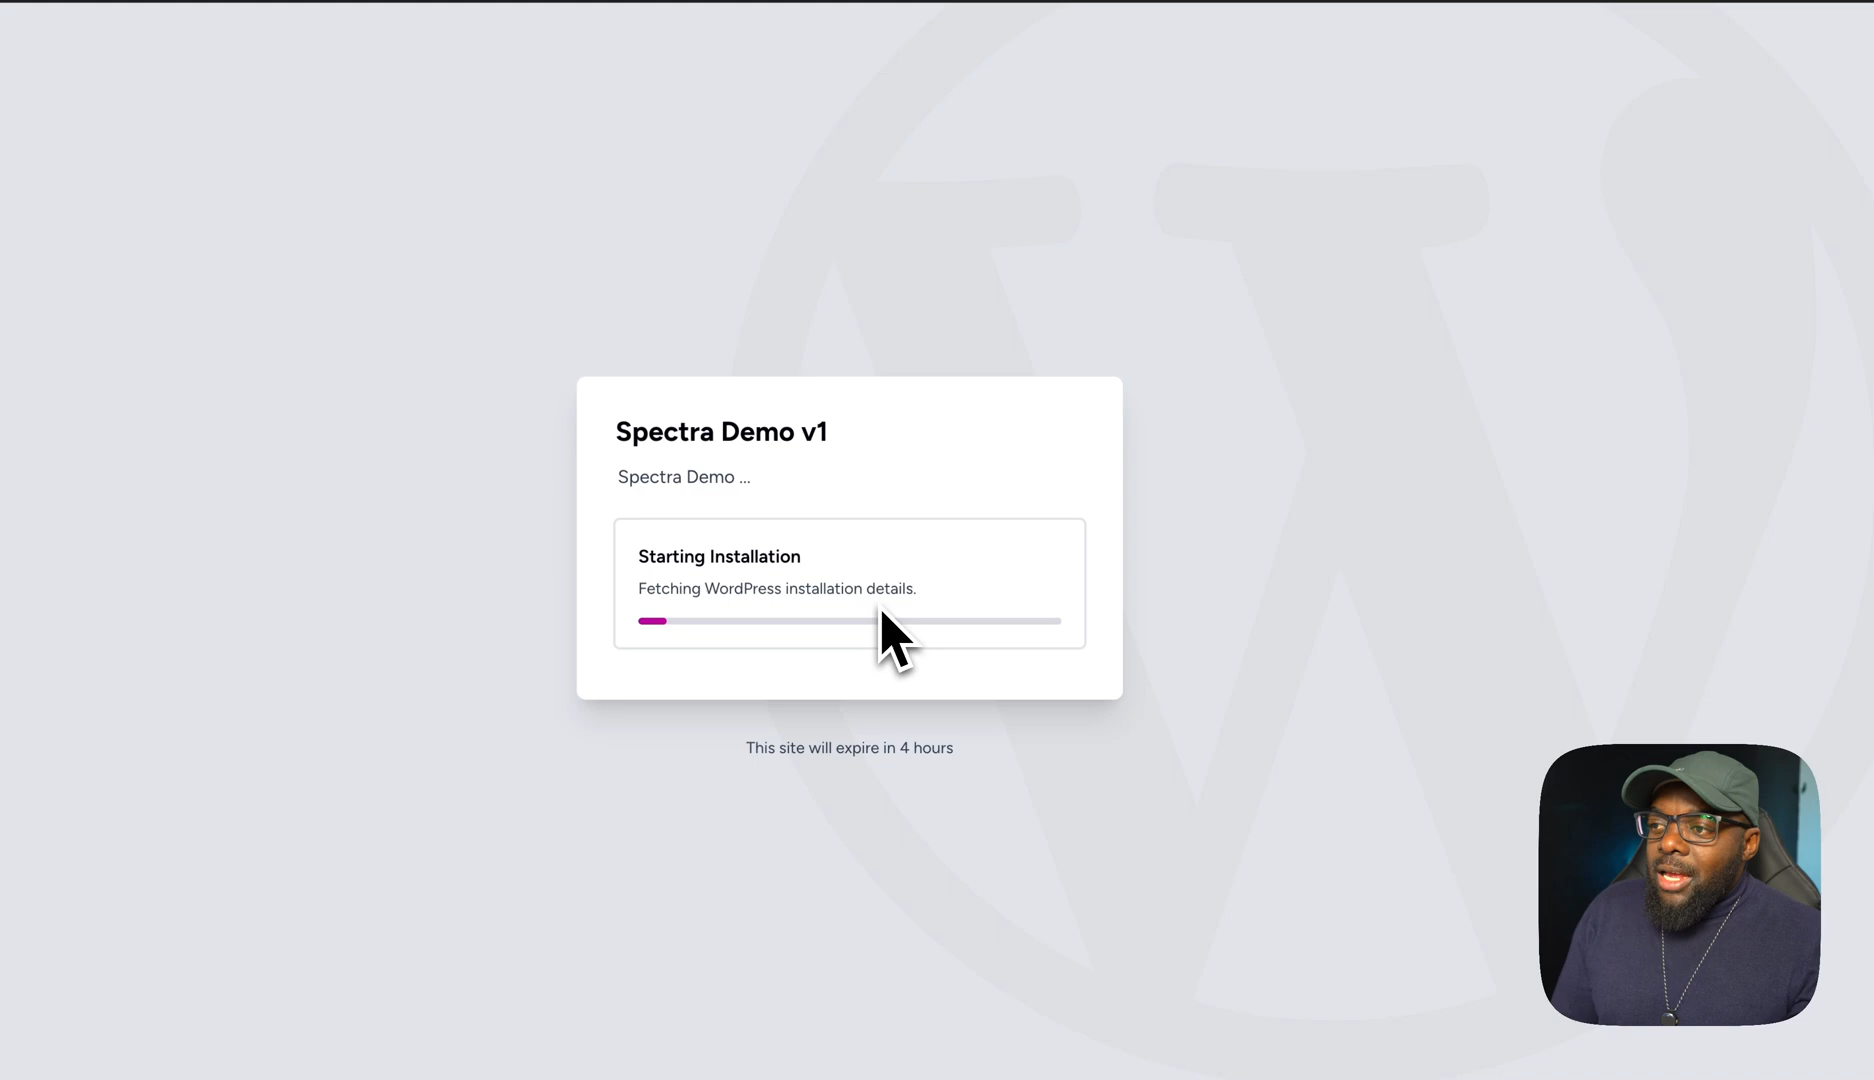 Spectra Demo v1
Spectra Demo ...
Starting Installation
Fetching WordPress installation details.
This site will expire in 4 hours